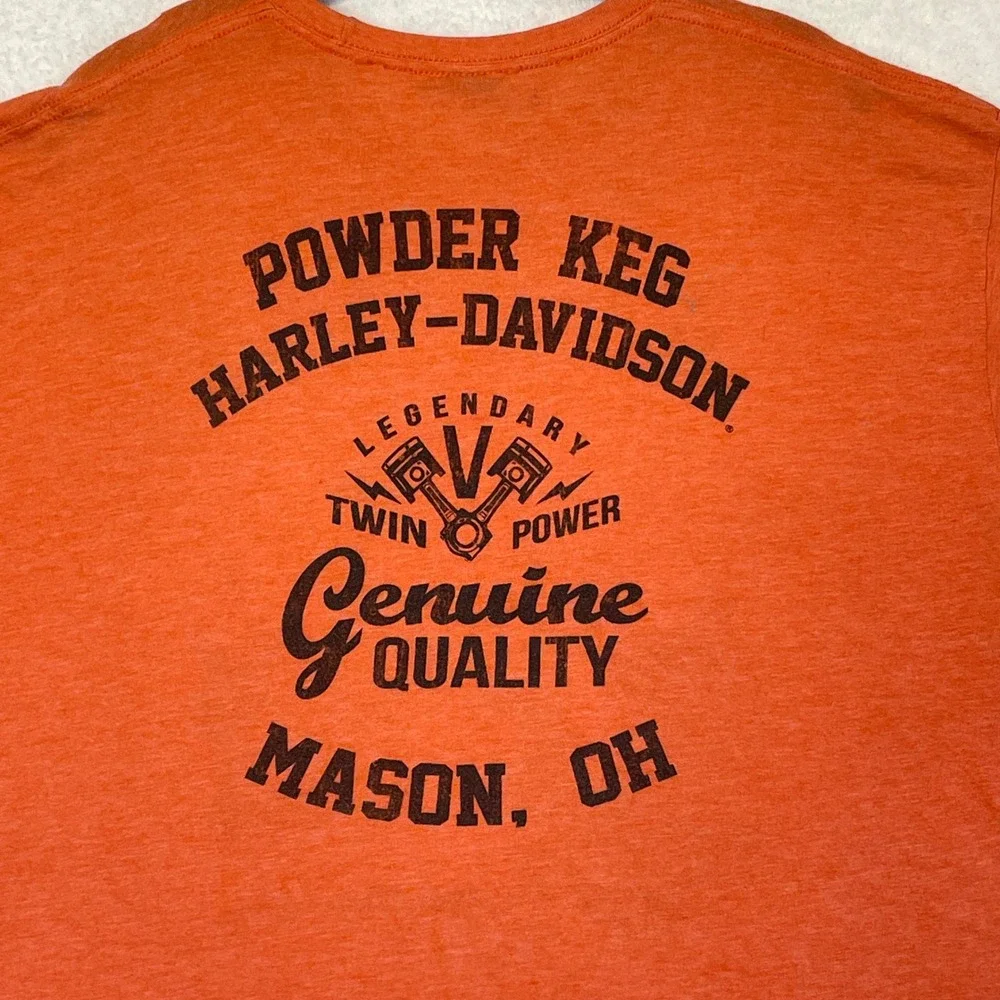 POWDER KEG
HARLEY-DAVIDSON®
LEGENDARY
V
TWIN POWER
Genuine
QUALITY
MASON, OH